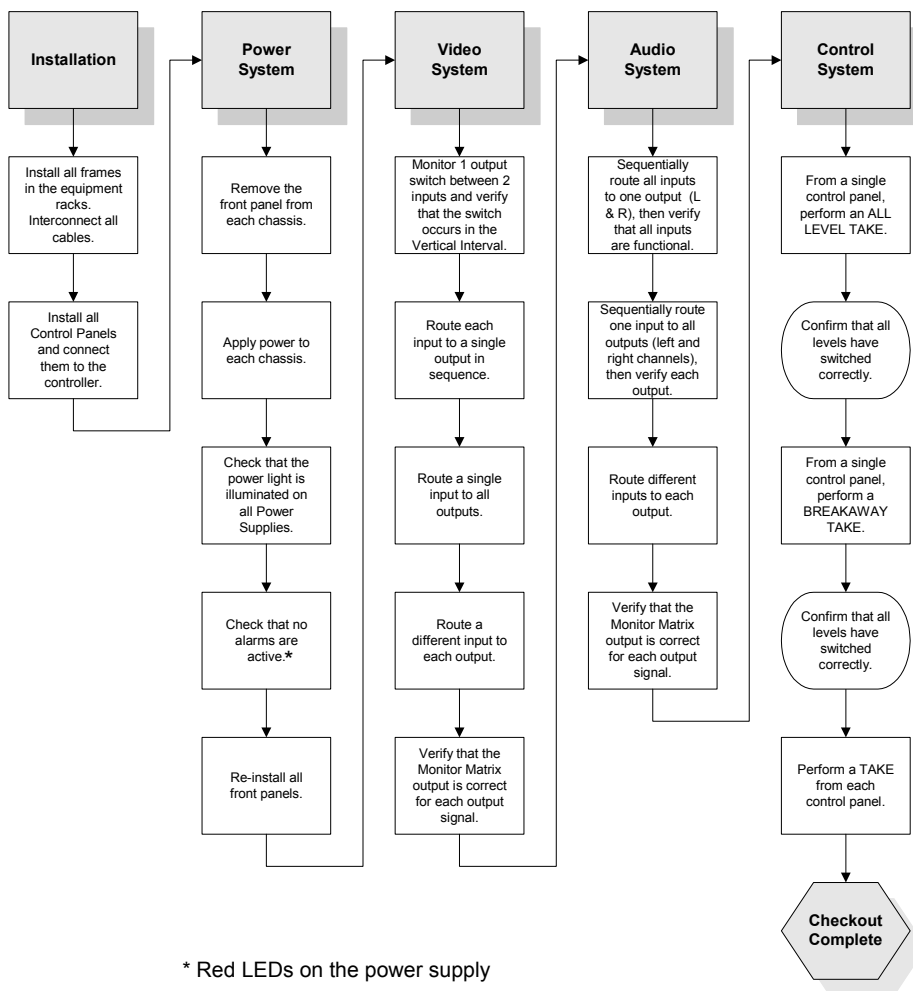 Installation
Install all frames
in the equipment
racks.
Interconnect all
cables.
Install all
Control Panels
and connect
them to the
controller.
Power
System
Remove the
front panel from
each chassis.
Apply power to
each chassis.
Check that the
power light is
illuminated on
all Power
Supplies.
Check that no
alarms are
active.*
Re-install all
front panels.
Video
System
Monitor 1 output
switch between 2
inputs and verify
that the switch
occurs in the
Vertical Interval.
Route each
input to a single
output in
sequence.
Route a single
input to all
outputs.
Route a
different input to
each output.
Verify that the
Monitor Matrix
output is correct
for each output
signal.
Audio
System
Sequentially
route all inputs
to one output (L
& R), then verify
that all inputs
are functional.
Sequentially route
one input to all
outputs (left and
right channels),
then verify each
output.
Route different
inputs to each
output.
Verify that the
Monitor Matrix
output is correct
for each output
signal.
Control
System
From a single
control panel,
perform an ALL
LEVEL TAKE.
Confirm that all
levels have
switched
correctly.
From a single
control panel,
perform a
BREAKAWAY
TAKE.
Confirm that all
levels have
switched
correctly.
Perform a TAKE
from each
control panel.
Checkout
Complete
* Red LEDs on the power supply